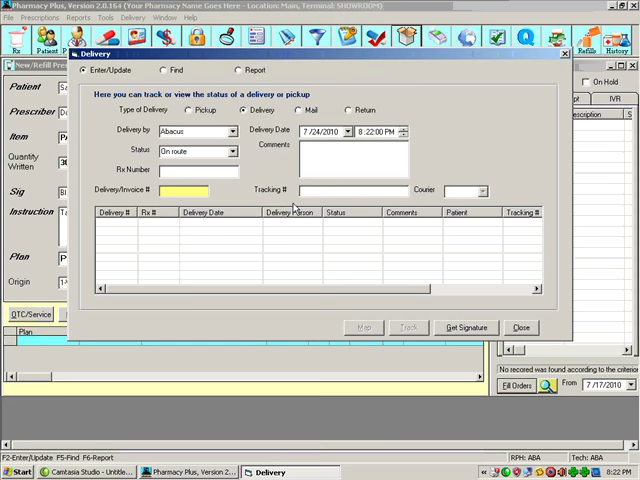 Pharmacy Plus, Version 2.0.164 (Your Pharmacy Name Goes Here - Location: Main, Terminal: SHOWROOM)
File Prescriptions Reports Tools Delivery Window Help
Rx Patient Refills History
New/Refill
Delivery
Enter/Update Find Report
Here you can track or view the status of a delivery or pickup
Type of Delivery Pickup Delivery Mail Return
Delivery by Abacus Delivery Date 7 /24/2010 8 :22:00 PM
Status On route Comments
Rx Number
Delivery/Invoice # Tracking # Courier
Delivery # Rx # Delivery Date Delivery Person Status Comments Patient Tracking #
Map Track Get Signature Close
Patient
Prescriber
Item
Quantity
Written
Sig
Instruction
Plan
Origin
OTC/Service
Plan
On Hold
IVR
No record was found according to the criterion
Fill Orders From 7 /17/2010
F2-Enter/Update F5-Find F6-Report RPH: ABA Tech: ABA
Start Camtasia Studio - Untitle... Pharmacy Plus, Version 2... Delivery 8:22 PM